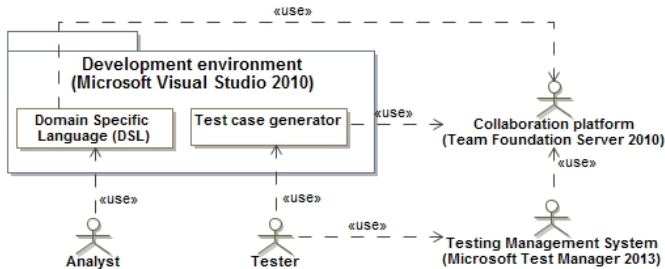 «use»
Development environment
(Microsoft Visual Studio 2010)
Domain Specific
Language (DSL)
Test case generator
«use»
Collaboration platform
(Team Foundation Server 2010)
«use»
«use»
«use»
«use»
Analyst
Tester
Testing Management System
(Microsoft Test Manager 2013)